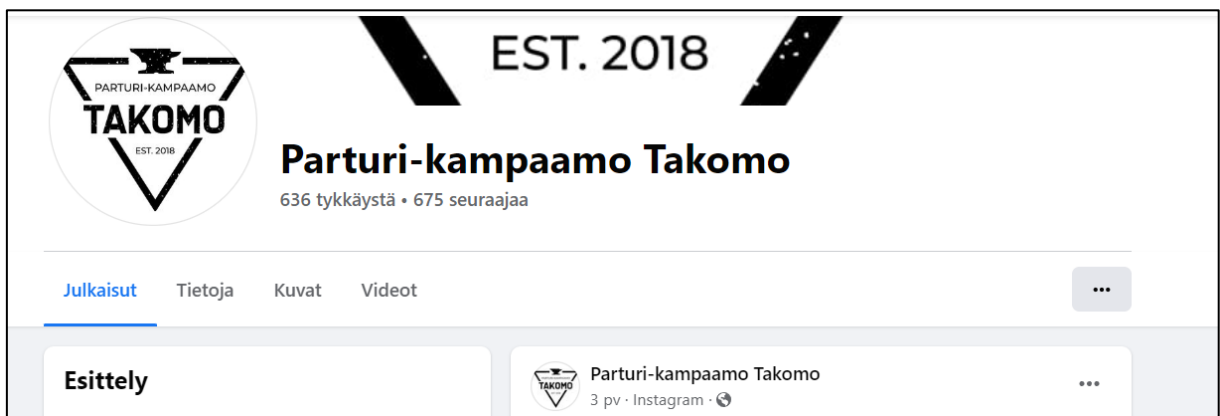 EST. 2018
PARTURI-KAMPAAMO
TAKOMO
EST. 2018
Parturi-kampaamo Takomo
636 tykkäystä • 675 seuraajaa
Julkaisut Tietoja Kuvat Videot
Esittely
TAKOMO
Parturi-kampaamo Takomo
3 pv · Instagram ·